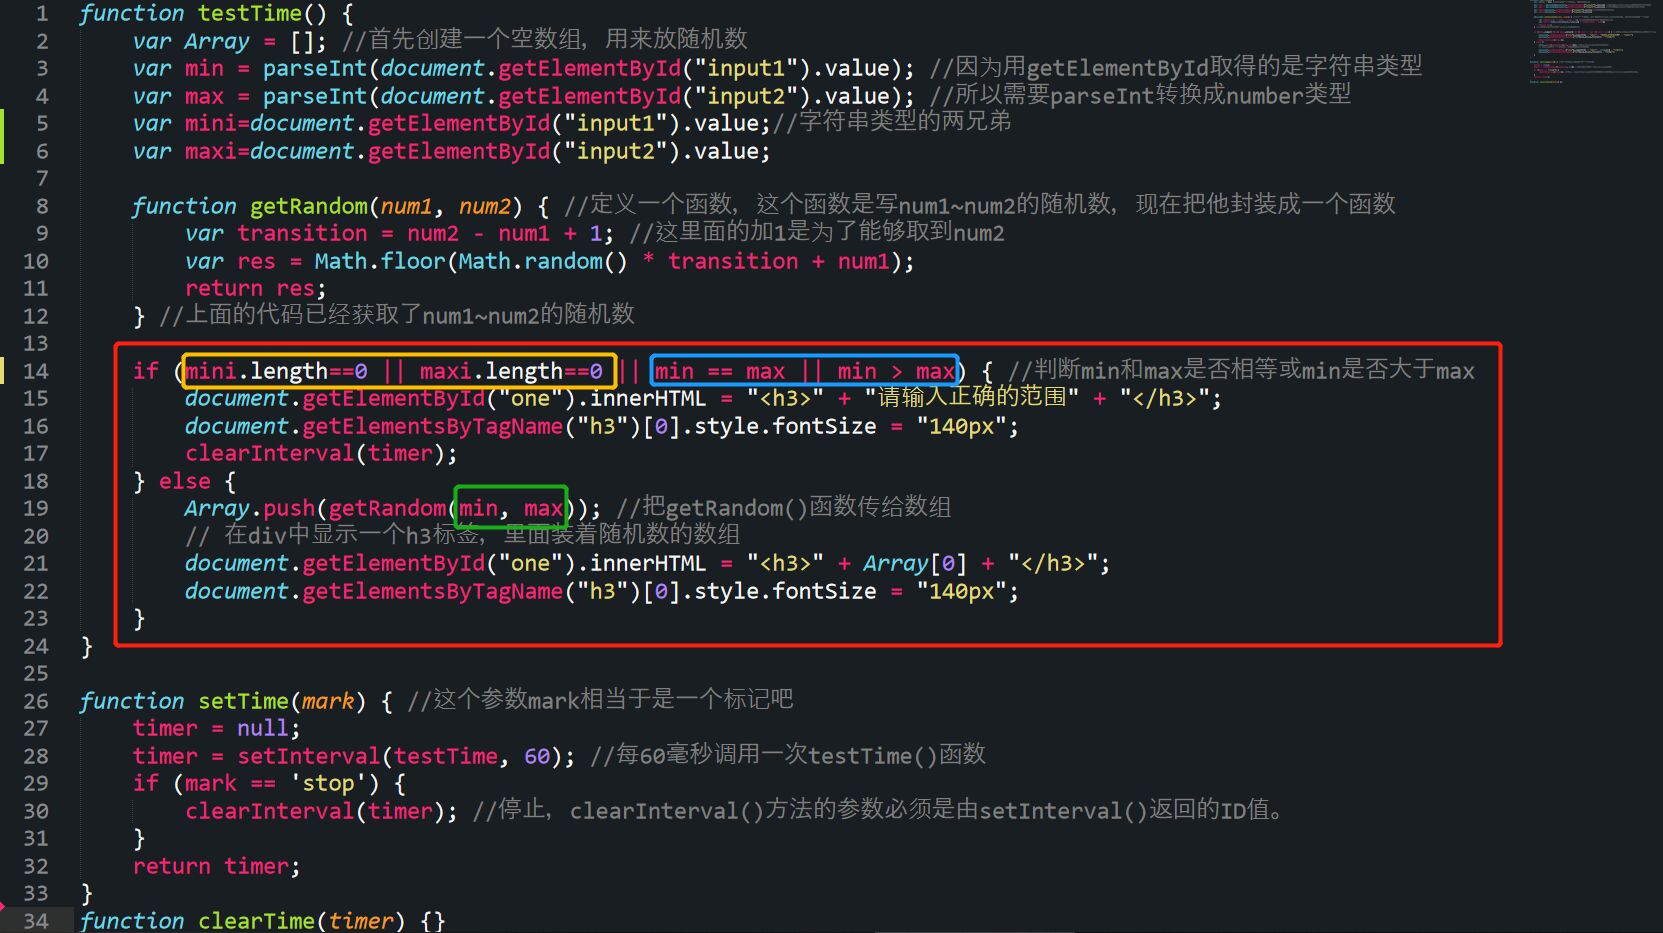 1 function testTime() {
2 var Array = []; //首先创建一个空数组, 用来放随机数
3 var min = parseInt(document.getElementById("input1").value); //因为用getElementById取得的是字符串类型
4 var max = parseInt(document.getElementById("input2").value); //所以需要parseInt转换成number类型
5 var mini=document.getElementById("input1").value;//字符串类型的两兄弟
6 var maxi=document.getElementById("input2").value;
7
8 function getRandom(num1, num2) { //定义一个函数, 这个函数是写num1~num2的随机数, 现在把他封装成一个函数
9 var transition = num2 - num1 + 1; //这里面的加1是为了能够取到num2
10 var res = Math.floor(Math.random() * transition + num1);
11 return res;
12 } //上面的代码已经获取了num1~num2的随机数
13
14 if (mini.length==0 || maxi.length==0 || min == max || min > max) { //判断min和max是否相等或min是否大于max
15 document.getElementById("one").innerHTML = "<h3>" + "请输入正确的范围" + "</h3>";
16 document.getElementsByTagName("h3")[0].style.fontSize = "140px";
17 clearInterval(timer);
18 } else {
19 Array.push(getRandom(min, max)); //把getRandom()函数传给数组
20 // 在div中显示一个h3标签, 里面装着随机数的数组
21 document.getElementById("one").innerHTML = "<h3>" + Array[0] + "</h3>";
22 document.getElementsByTagName("h3")[0].style.fontSize = "140px";
23 }
24 }
25
26 function setTime(mark) { //这个参数mark相当于是一个标记吧
27 timer = null;
28 timer = setInterval(testTime, 60); //每60毫秒调用一次testTime()函数
29 if (mark == 'stop') {
30 clearInterval(timer); //停止, clearInterval()方法的参数必须是由setInterval()返回的ID值。
31 }
32 return timer;
33 }
34 function clearTime(timer) {}